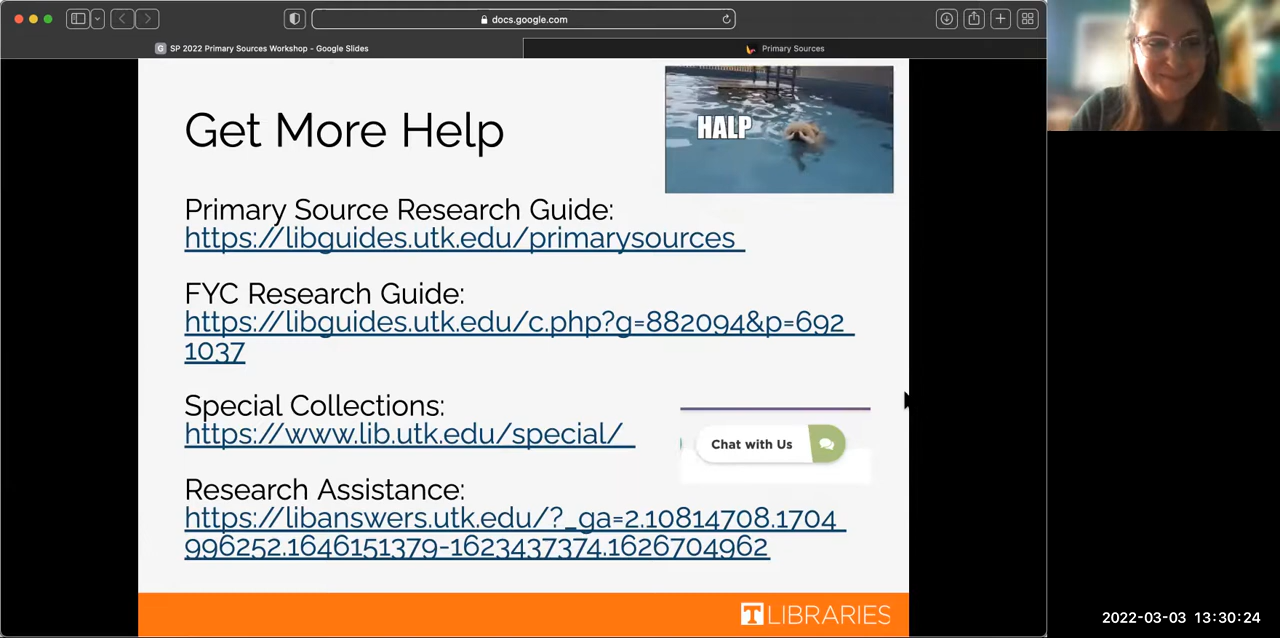 docs.google.com
SP 2022 Primary Sources Workshop - Google Slides
Primary Sources
Get More Help
HALP
Primary Source Research Guide:
https://libguides.utk.edu/primarysources
FYC Research Guide:
https://libguides.utk.edu/c.php?g=882094&p=692
1037
Special Collections:
https://www.lib.utk.edu/special/
Chat with Us
Research Assistance:
https://libanswers.utk.edu/?_ga=2.10814708.1704
996252.1646151379-1623437374.1626704962
T LIBRARIES
2022-03-03 13:30:24